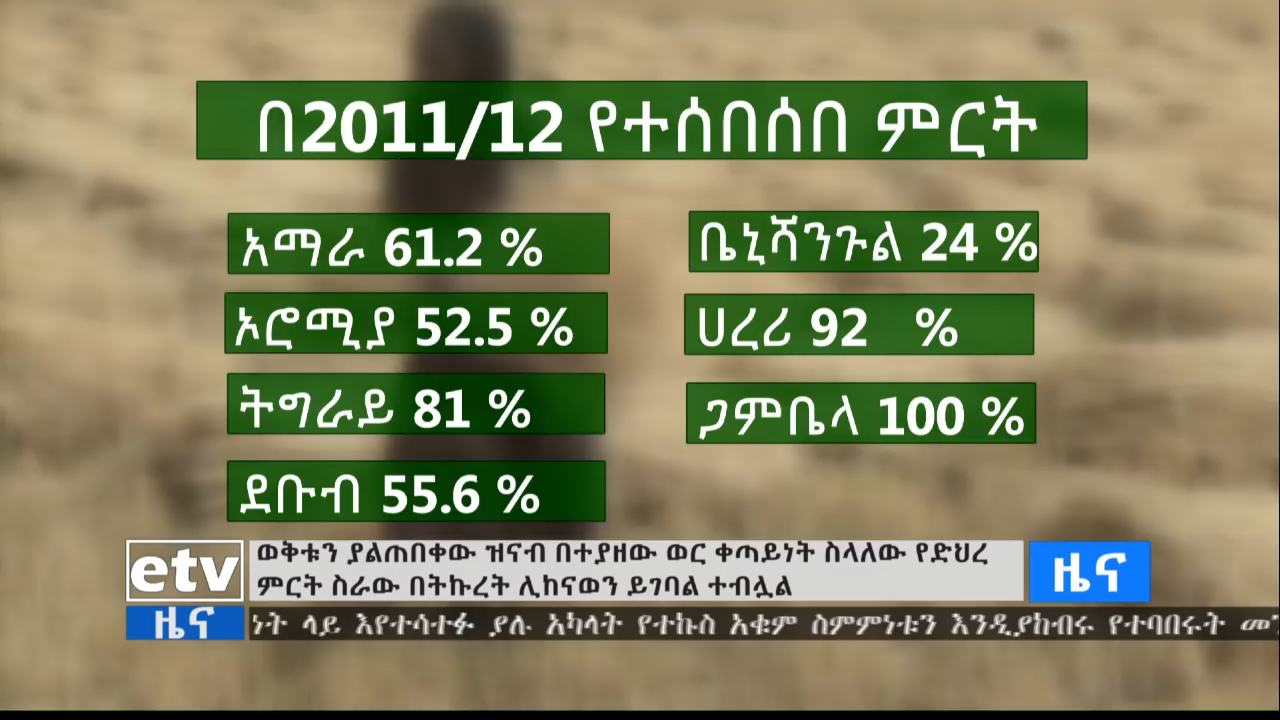 በ2011/12 የተሰበሰበ ምርት
አማራ 61.2 %
ኦሮሚያ 52.5 %
ትግራይ 81 %
ደቡብ 55.6 %
ቤኒሻንጉል 24 %
ሀረሪ 92 %
ጋምቤላ 100 %
etv
ወቅቱን ያልጠበቀው ዝናብ በተያዘው ወር ቀጣይነት ስላለው የድህረ
ምርት ስራው በትኩረት ሊከናወን ይገባል ተብሏል
ዜና
ዜና
ነት ላይ እየተሳተፉ ያሉ አካላት የተኩስ አቁም ስምምነቱን እንዲያከብሩ የተባበሩት